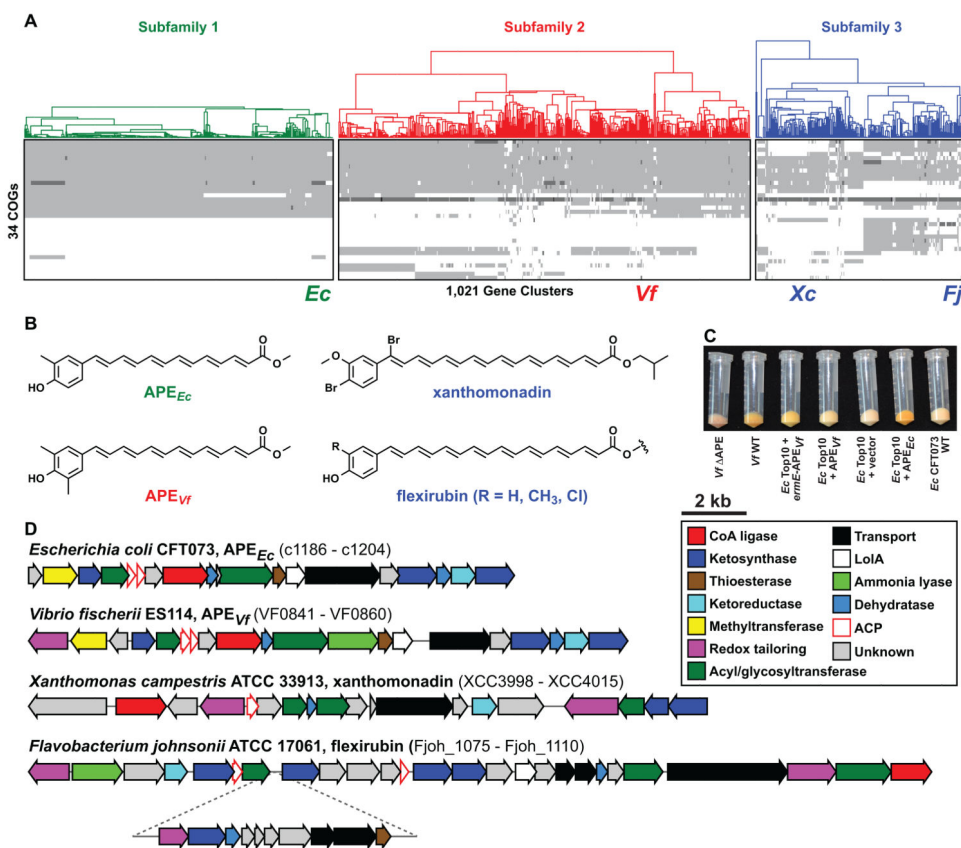 A
Subfamily 1
Subfamily 2
Subfamily 3
34 COGs
Ec
1,021 Gene Clusters
Vf
Xc
Fj
B
HO
O
O
APEEc
O
Br
Br
O
O
xanthomonadin
HO
O
O
APEVf
R
HO
O
O
flexirubin (R = H, CH3, Cl)
C
Vf ΔAPE
Vf WT
Ec Top10 +
ermE-APEVf
Ec Top10
+ APEVf
Ec Top10
+ vector
Ec Top10
+ APEEc
Ec CFT073
WT
2 kb
CoA ligase
Ketosynthase
Thioesterase
Ketoreductase
Methyltransferase
Redox tailoring
Acyl/glycosyltransferase
Transport
LolA
Ammonia lyase
Dehydratase
ACP
Unknown
D
Escherichia coli CFT073, APEEc (c1186 - c1204)
Vibrio fischerii ES114, APEVf (VF0841 - VF0860)
Xanthomonas campestris ATCC 33913, xanthomonadin (XCC3998 - XCC4015)
Flavobacterium johnsonii ATCC 17061, flexirubin (Fjoh_1075 - Fjoh_1110)